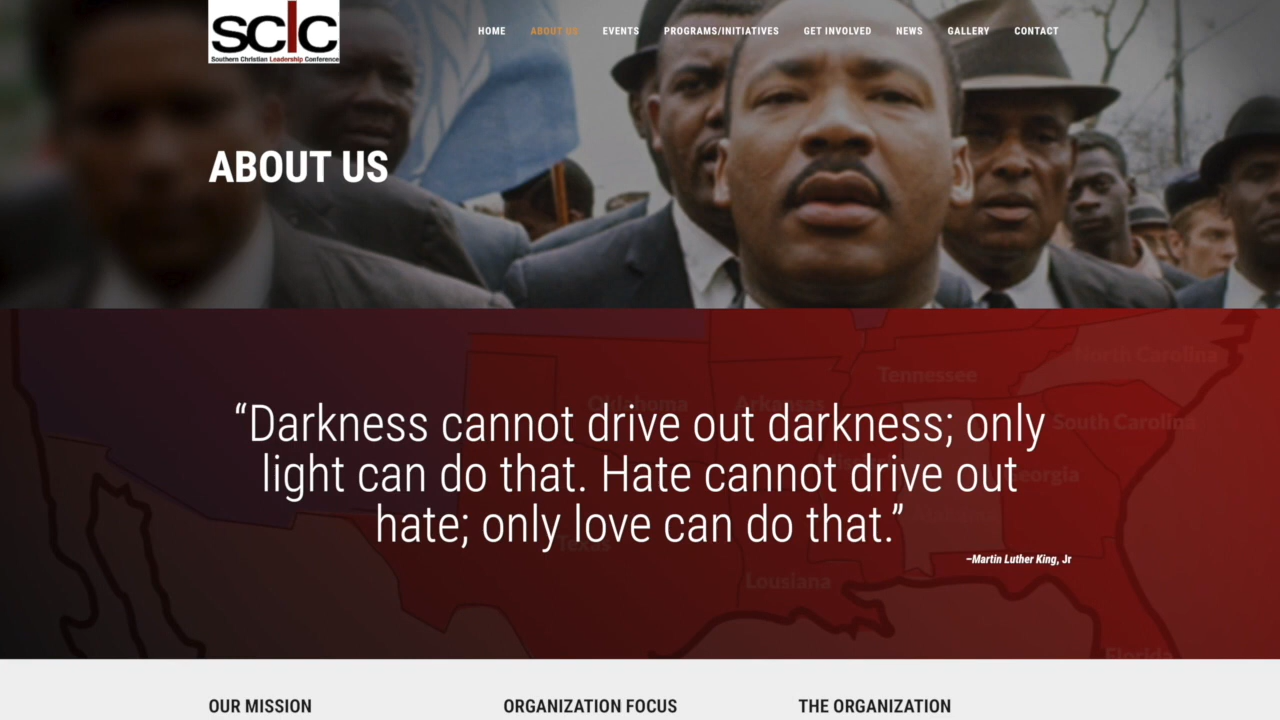 sclc
Southern Christian Leadership Conference
HOME ABOUT US EVENTS PROGRAMS/INITIATIVES GET INVOLVED NEWS GALLERY CONTACT
ABOUT US
North Carolina
Tennessee
Oklahoma Arkansas
South Carolina
“Darkness cannot drive out darkness; only
light can do that. Hate cannot drive out
hate; only love can do that.”
Georgia
Alabama
Texas
–Martin Luther King, Jr
Lousiana
Florida
OUR MISSION ORGANIZATION FOCUS THE ORGANIZATION